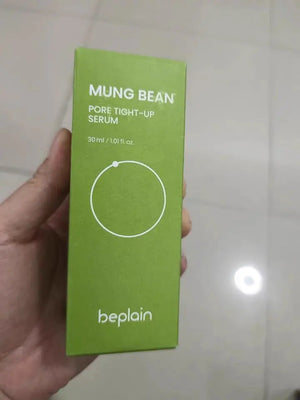 MUNG BEAN
PORE TIGHT-UP
SERUM
30 ml / 1.01 fl. oz.
beplain